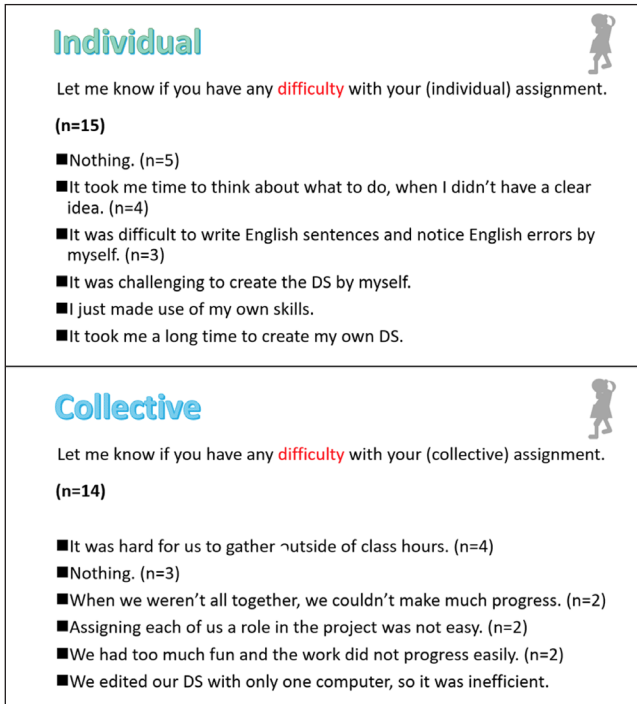 Individual
Let me know if you have any difficulty with your (individual) assignment.
(n=15)
■Nothing. (n=5)
■It took me time to think about what to do, when I didn’t have a clear
idea. (n=4)
■It was difficult to write English sentences and notice English errors by
myself. (n=3)
■It was challenging to create the DS by myself.
■I just made use of my own skills.
■It took me a long time to create my own DS.
Collective
Let me know if you have any difficulty with your (collective) assignment.
(n=14)
■It was hard for us to gather outside of class hours. (n=4)
■Nothing. (n=3)
■When we weren’t all together, we couldn’t make much progress. (n=2)
■Assigning each of us a role in the project was not easy. (n=2)
■We had too much fun and the work did not progress easily. (n=2)
■We edited our DS with only one computer, so it was inefficient.